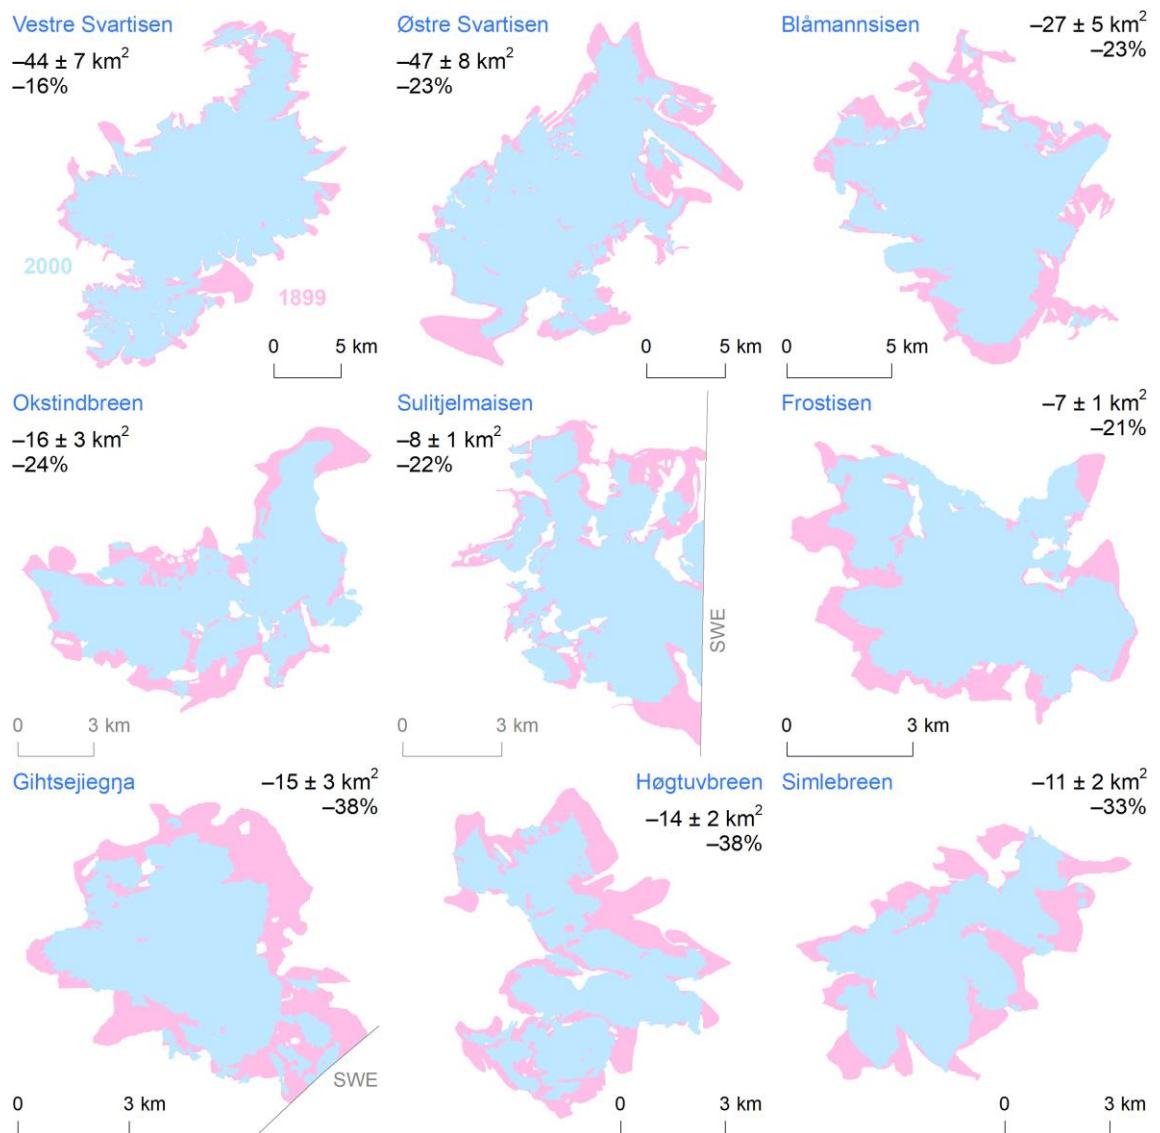 Vestre Svartisen
–44 ± 7 km²
–16%
2000
1899
0 5 km
Østre Svartisen
–47 ± 8 km²
–23%
0 5 km
Blåmannsisen
–27 ± 5 km²
–23%
0 5 km
Okstindbreen
–16 ± 3 km²
–24%
0 3 km
Sulitjelmaisen
–8 ± 1 km²
–22%
SWE
0 3 km
Frostisen
–7 ± 1 km²
–21%
0 3 km
Gihtsejiegŋa
–15 ± 3 km²
–38%
SWE
0 3 km
Høgtuvbreen
–14 ± 2 km²
–38%
0 3 km
Simlebreen
–11 ± 2 km²
–33%
0 3 km